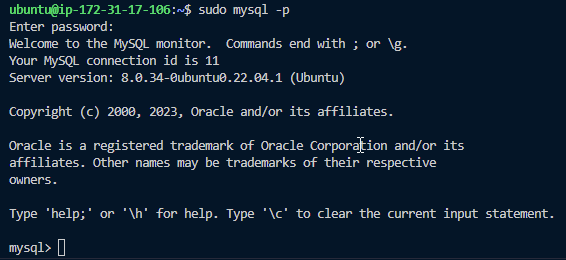 ubuntu@ip-172-31-17-106:~$ sudo mysql -p
Enter password:
Welcome to the MySQL monitor.  Commands end with ; or \g.
Your MySQL connection id is 11
Server version: 8.0.34-0ubuntu0.22.04.1 (Ubuntu)
Copyright (c) 2000, 2023, Oracle and/or its affiliates.
Oracle is a registered trademark of Oracle Corporation and/or its
affiliates. Other names may be trademarks of their respective
owners.
Type 'help;' or '\h' for help. Type '\c' to clear the current input statement.
mysql>